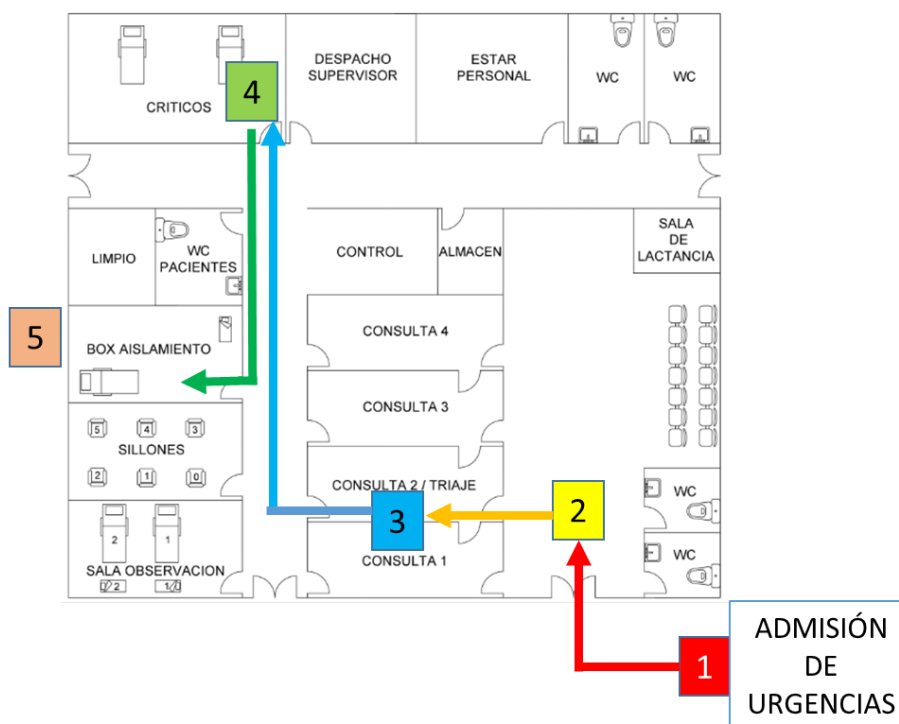 DESPACHO
SUPERVISOR
ESTAR
PERSONAL
WC
WC
4
CRITICOS
LIMPIO
WC
PACIENTES
CONTROL
ALMACEN
SALA
DE
LACTANCIA
5
BOX AISLAMIENTO
CONSULTA 4
CONSULTA 3
5
4
3
SILLONES
2
1
0
CONSULTA 2 / TRIAJE
3
2
WC
CONSULTA 1
2
1
SALA OBSERVACION
2
1
WC
1
ADMISIÓN
DE
URGENCIAS